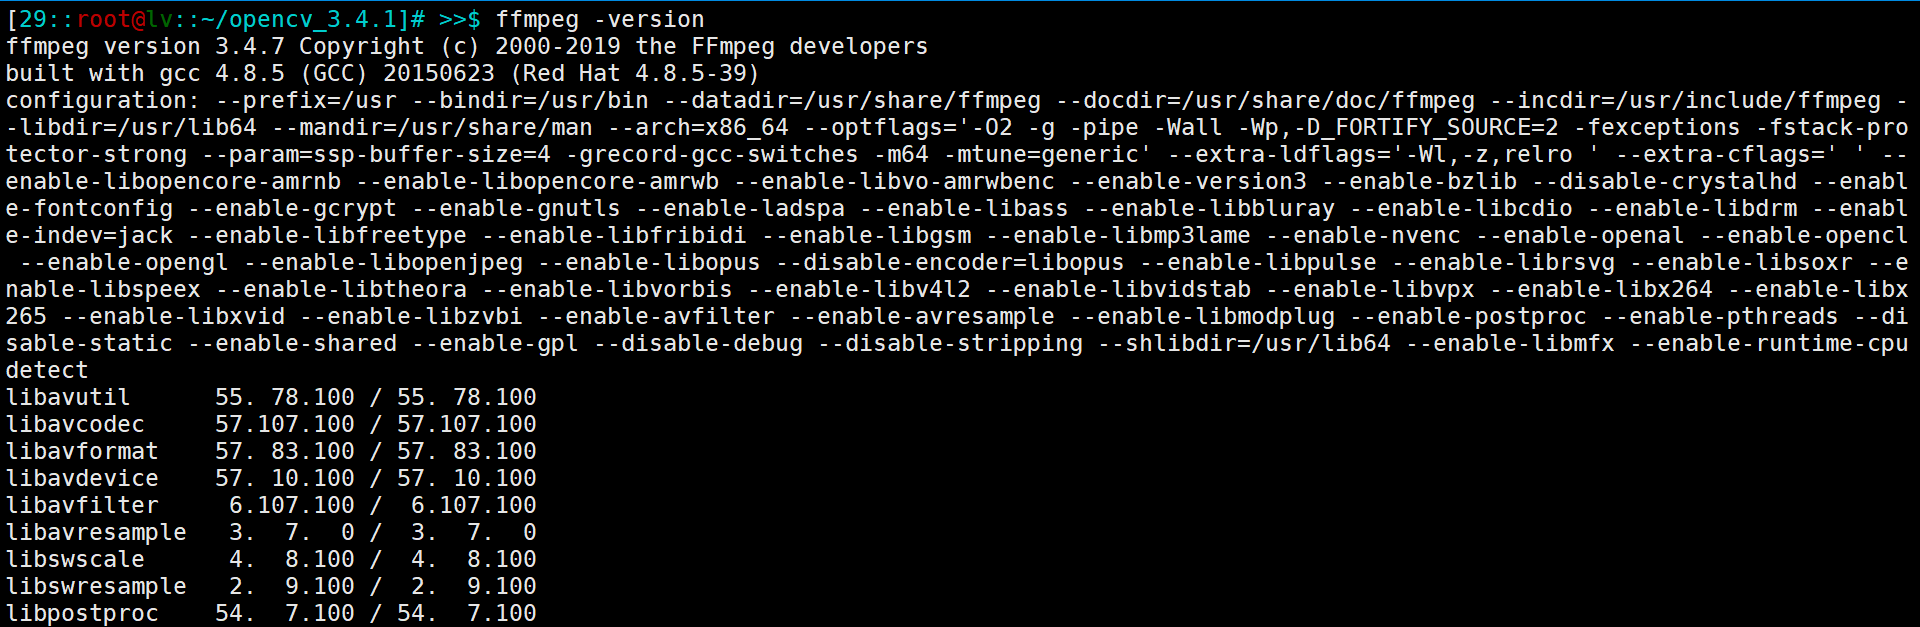 [29::root@lv::~/opencv_3.4.1]# >>$ ffmpeg -version
ffmpeg version 3.4.7 Copyright (c) 2000-2019 the FFmpeg developers
built with gcc 4.8.5 (GCC) 20150623 (Red Hat 4.8.5-39)
configuration: --prefix=/usr --bindir=/usr/bin --datadir=/usr/share/ffmpeg --docdir=/usr/share/doc/ffmpeg --incdir=/usr/include/ffmpeg -
-libdir=/usr/lib64 --mandir=/usr/share/man --arch=x86_64 --optflags='-O2 -g -pipe -Wall -Wp,-D_FORTIFY_SOURCE=2 -fexceptions -fstack-pro
tector-strong --param=ssp-buffer-size=4 -grecord-gcc-switches -m64 -mtune=generic' --extra-ldflags='-Wl,-z,relro ' --extra-cflags=' ' --
enable-libopencore-amrnb --enable-libopencore-amrwb --enable-libvo-amrwbenc --enable-version3 --enable-bzlib --disable-crystalhd --enabl
e-fontconfig --enable-gcrypt --enable-gnutls --enable-ladspa --enable-libass --enable-libbluray --enable-libcdio --enable-libdrm --enabl
e-indev=jack --enable-libfreetype --enable-libfribidi --enable-libgsm --enable-libmp3lame --enable-nvenc --enable-openal --enable-opencl
 --enable-opengl --enable-libopenjpeg --enable-libopus --disable-encoder=libopus --enable-libpulse --enable-librsvg --enable-libsoxr --e
nable-libspeex --enable-libtheora --enable-libvorbis --enable-libv4l2 --enable-libvidstab --enable-libvpx --enable-libx264 --enable-libx
265 --enable-libxvid --enable-libzvbi --enable-avfilter --enable-avresample --enable-libmodplug --enable-postproc --enable-pthreads --di
sable-static --enable-shared --enable-gpl --disable-debug --disable-stripping --shlibdir=/usr/lib64 --enable-libmfx --enable-runtime-cpu
detect
libavutil      55. 78.100 / 55. 78.100
libavcodec     57.107.100 / 57.107.100
libavformat    57. 83.100 / 57. 83.100
libavdevice    57. 10.100 / 57. 10.100
libavfilter     6.107.100 /  6.107.100
libavresample   3.  7.  0 /  3.  7.  0
libswscale      4.  8.100 /  4.  8.100
libswresample   2.  9.100 /  2.  9.100
libpostproc    54.  7.100 / 54.  7.100